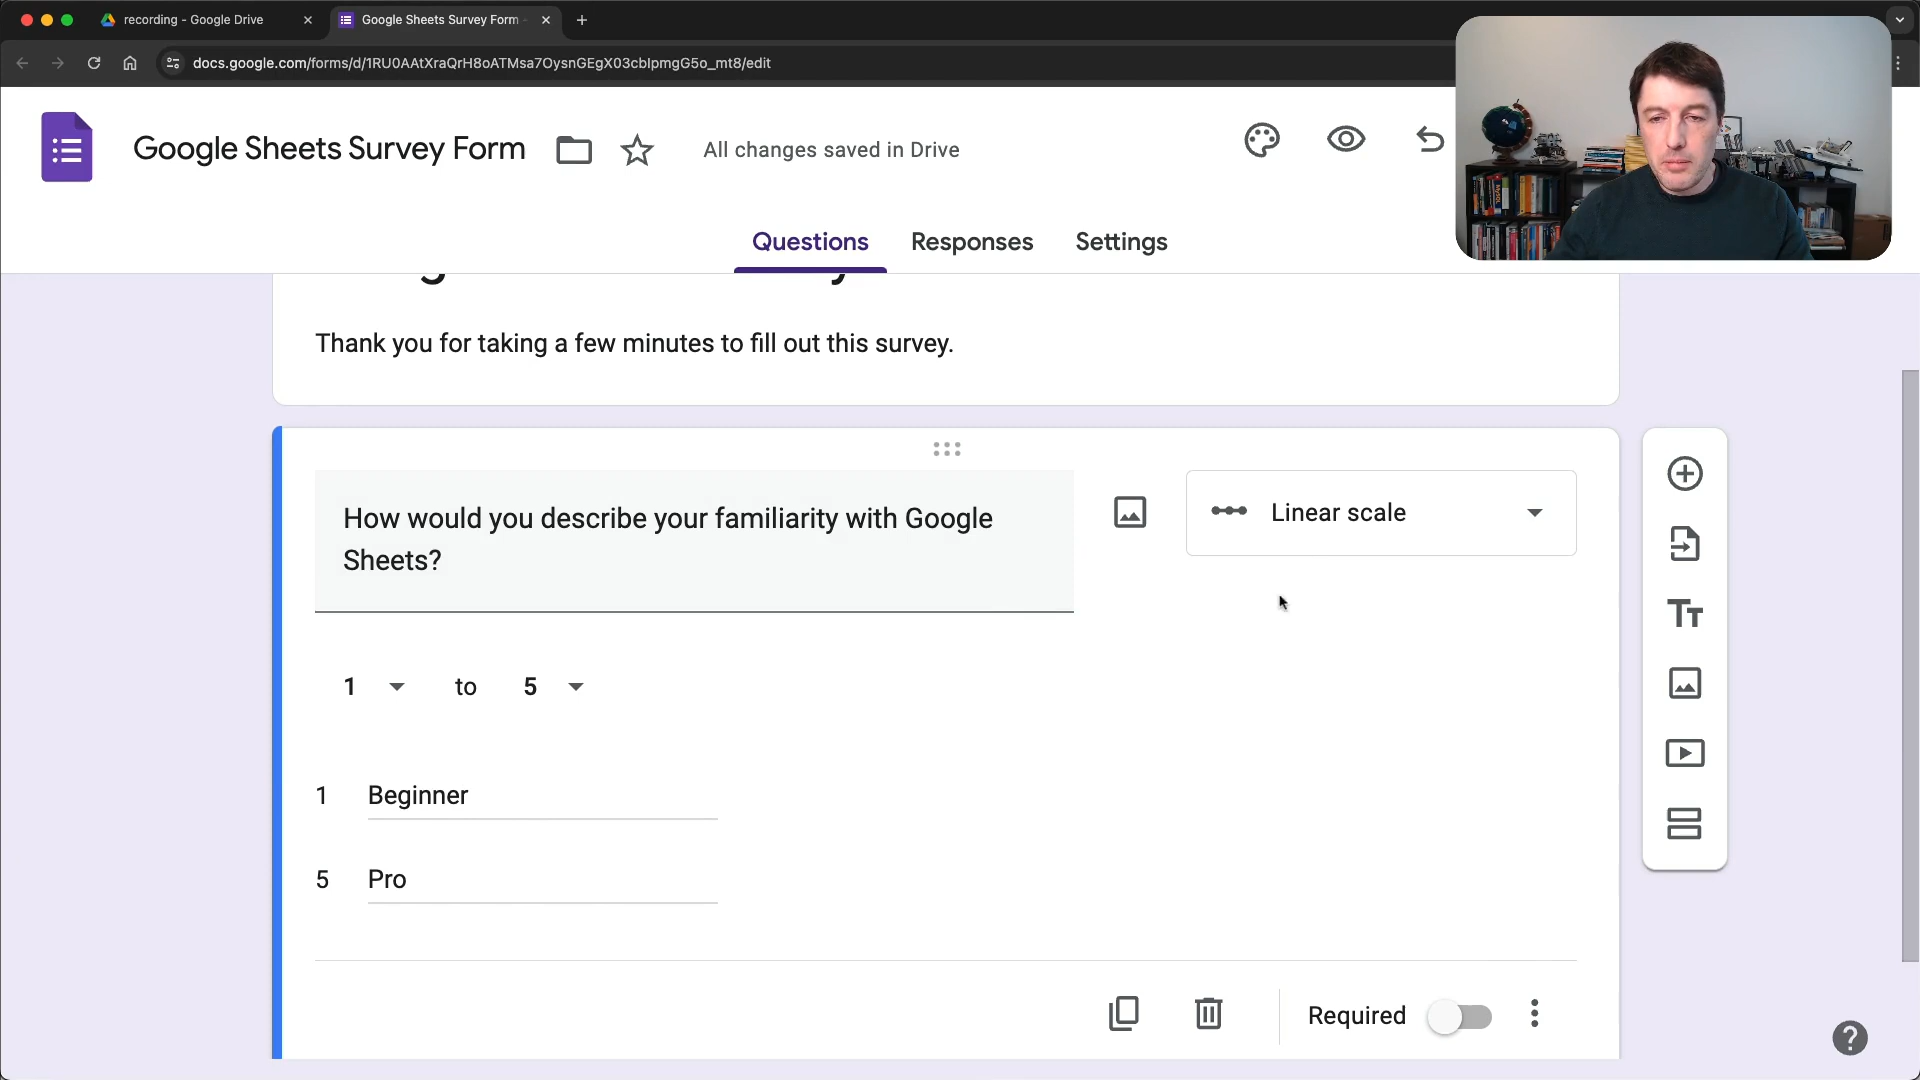 recording - Google Drive
Google Sheets Survey Form
docs.google.com/forms/d/1RU0AAtXraQrH8oATMsa7OysnGEgX03cbIpmgG5o_mt8/edit
Google Sheets Survey Form
All changes saved in Drive
Questions Responses Settings
Thank you for taking a few minutes to fill out this survey.
How would you describe your familiarity with Google
Sheets?
Linear scale
1 to 5
1 Beginner
5 Pro
Required